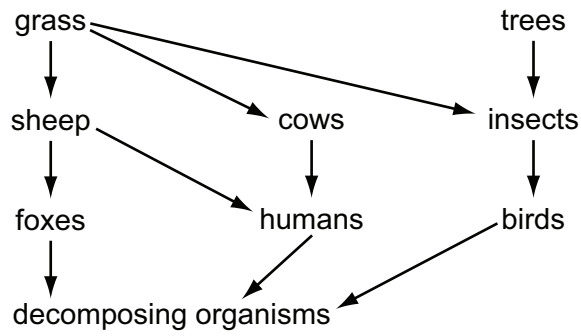 grass trees
sheep cows insects
foxes humans birds
decomposing organisms